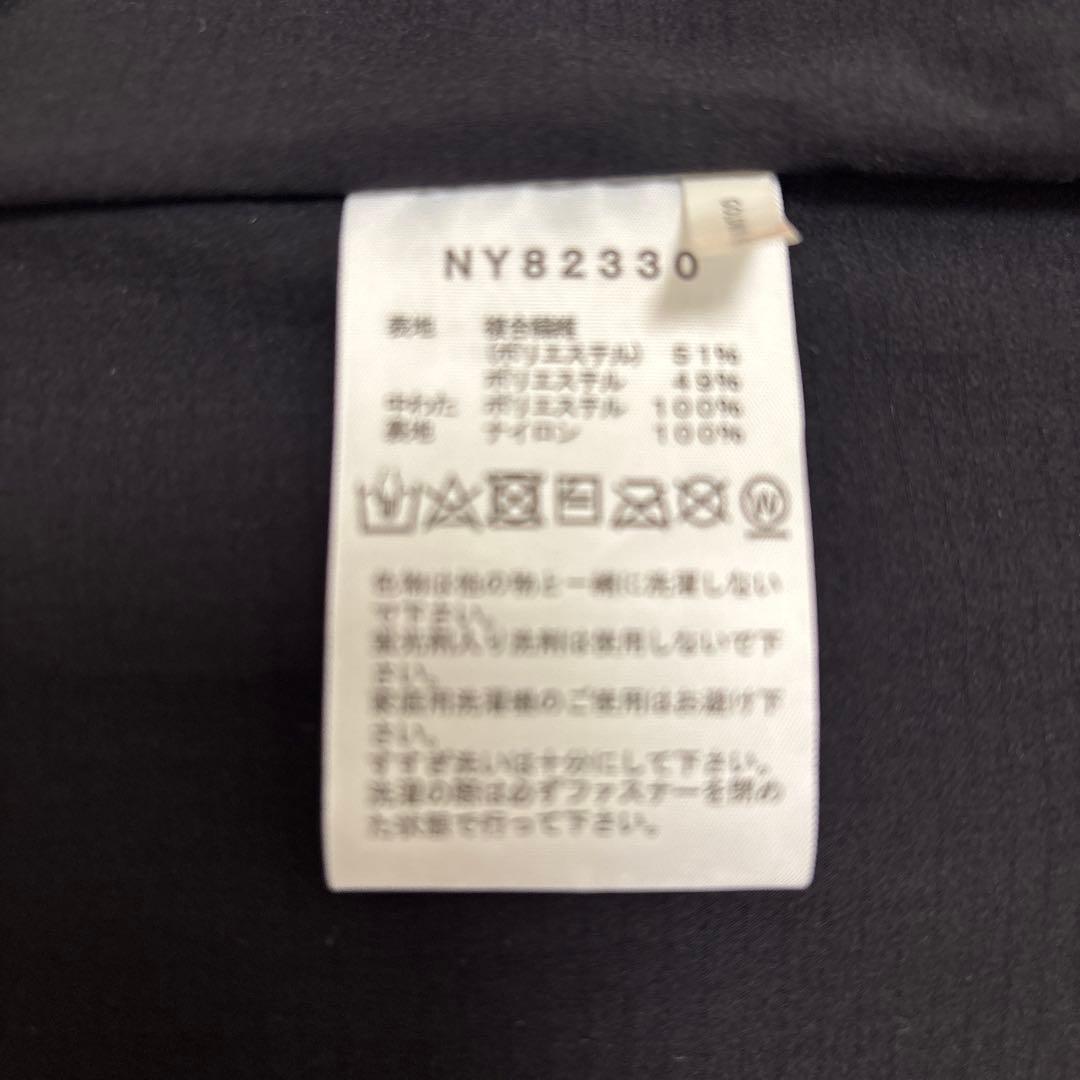 NY82330
表地 複合繊維
(ポリエステル) 51%
ポリエステル 49%
中わた ポリエステル 100%
裏地 ナイロン 100%
色物は他の物と一緒に洗濯しない
で下さい。
蛍光剤入り洗剤は使用しないで下
さい。
家庭用洗濯機のご使用はお避け下
さい。
すすぎ洗いは十分にして下さい。
洗濯の際は必ずファスナーを閉め
た状態で行って下さい。